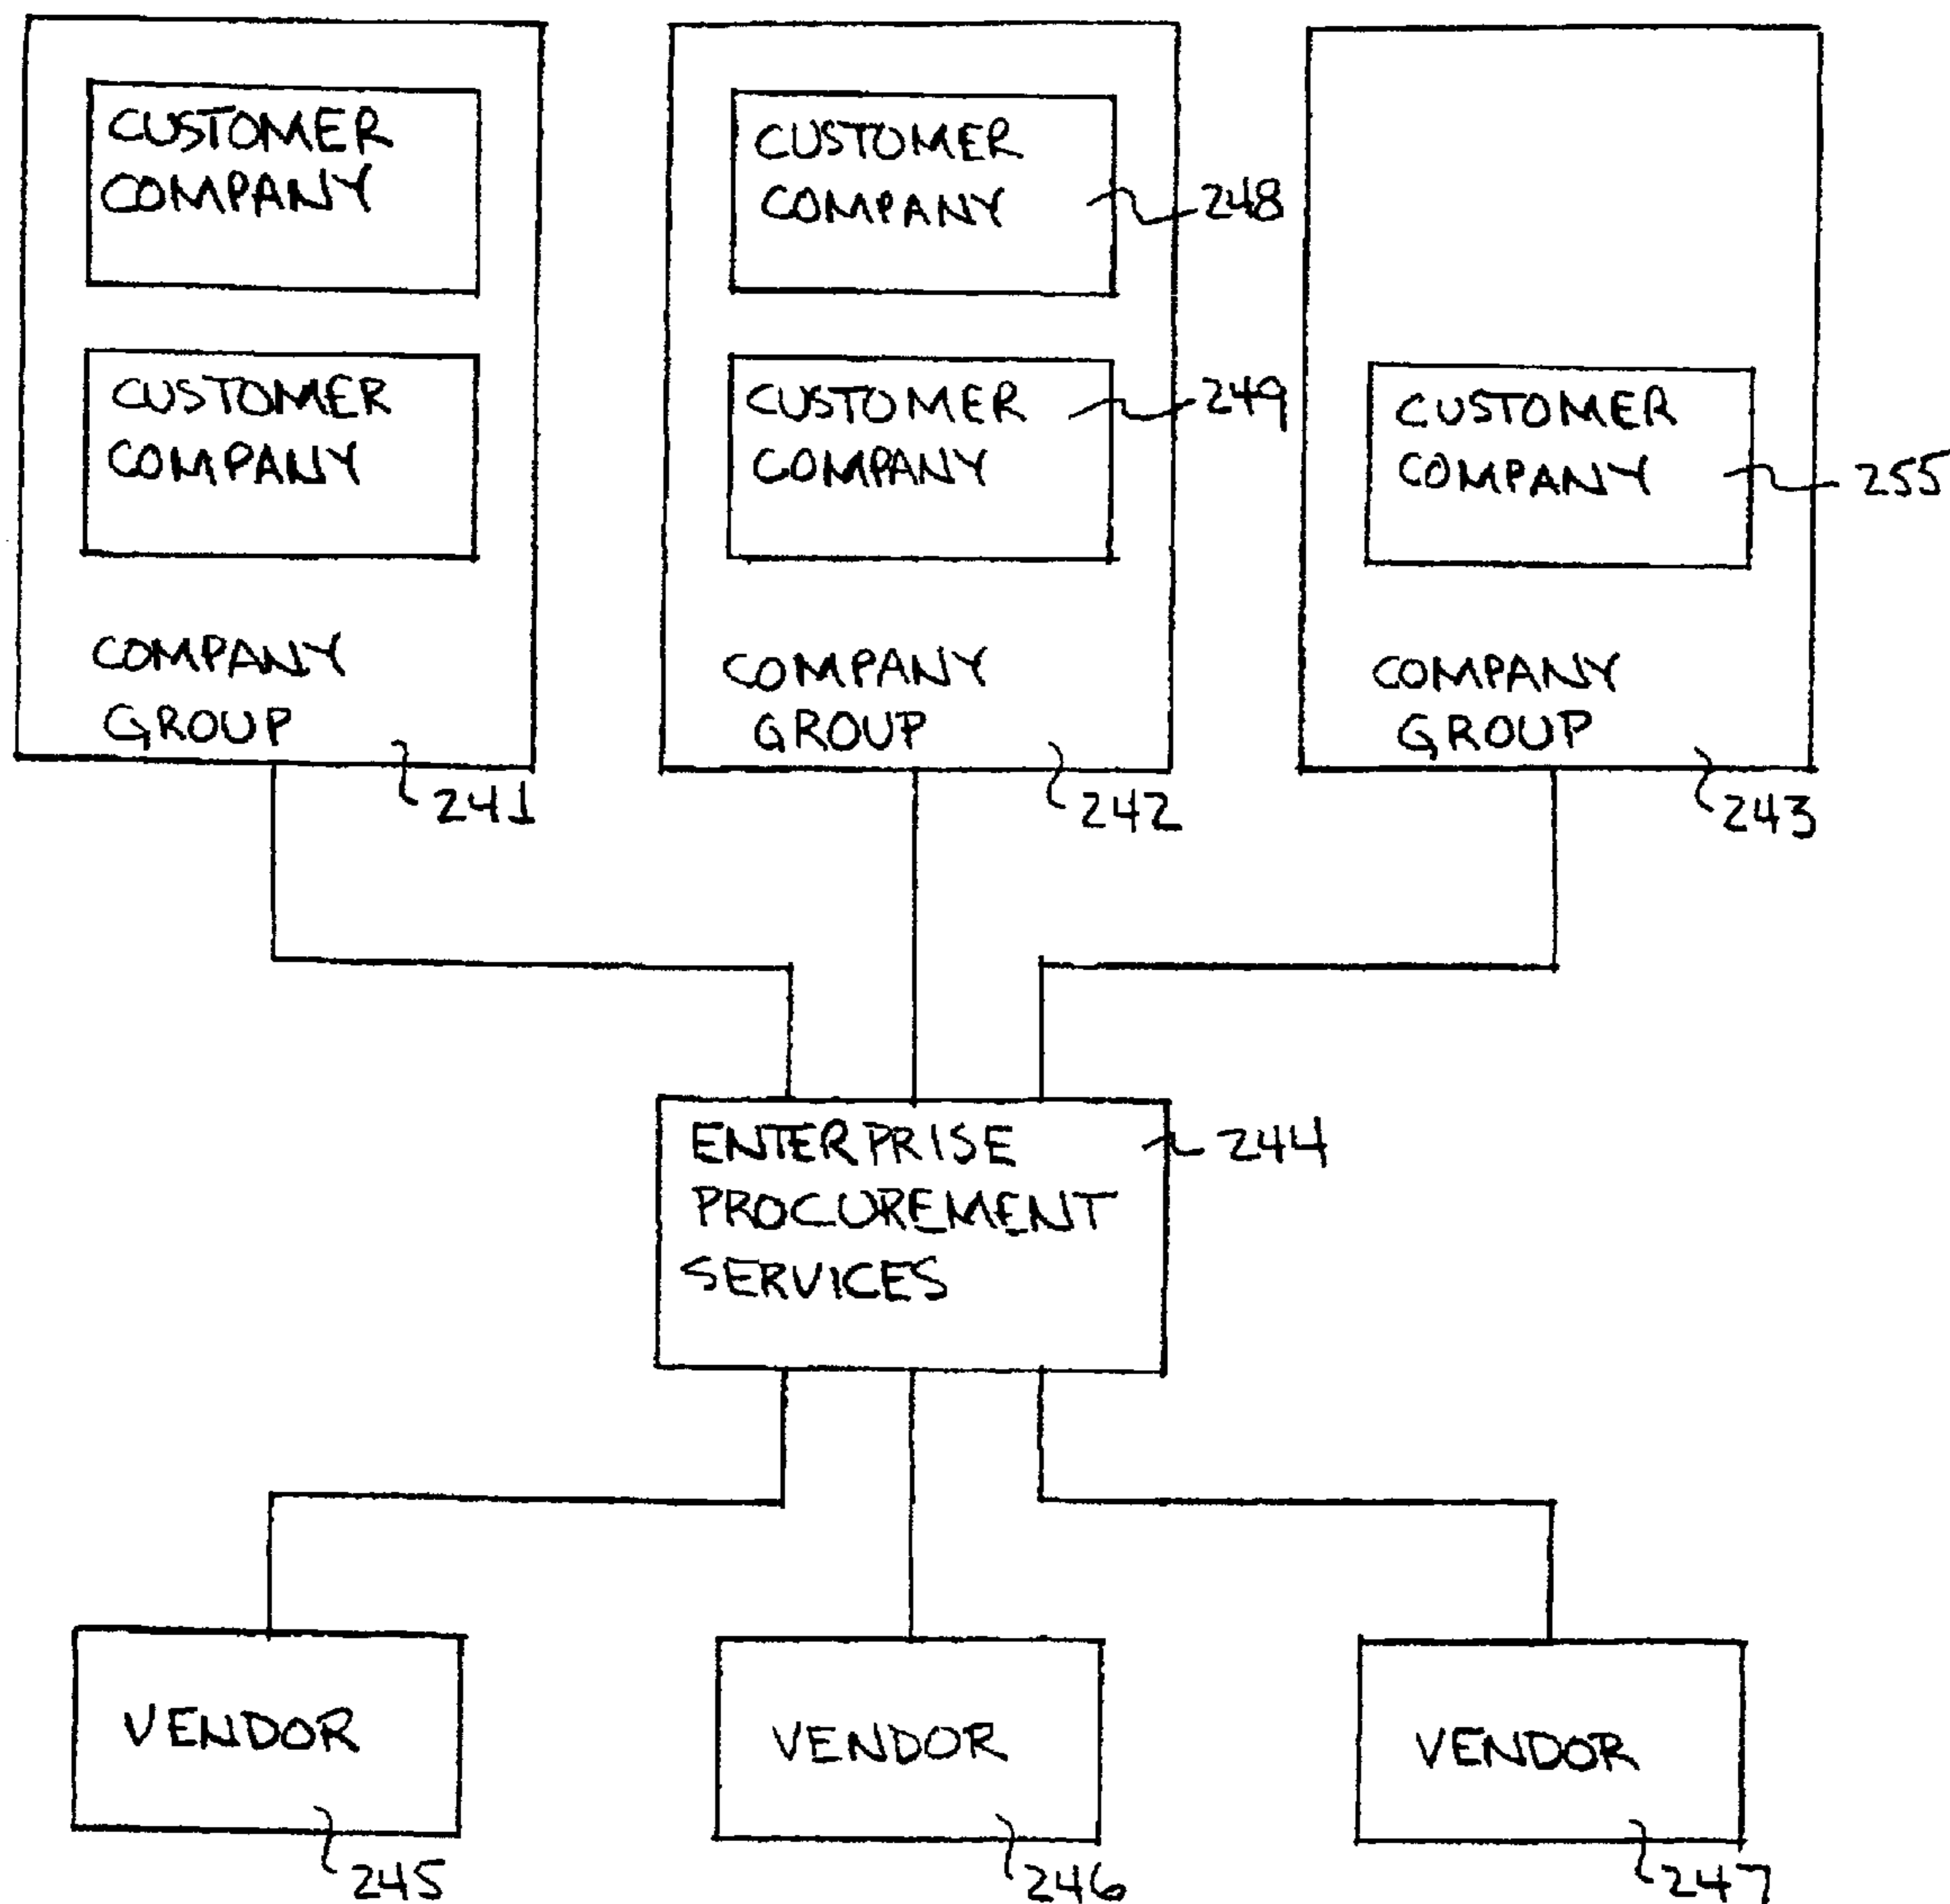 CUSTOMER
COMPANY
CUSTOMER
COMPANY
COMPANY
GROUP
241
CUSTOMER
COMPANY
248
CUSTOMER
COMPANY
249
COMPANY
GROUP
242
CUSTOMER
COMPANY
255
COMPANY
GROUP
243
ENTERPRISE
PROCUREMENT
SERVICES
244
VENDOR
245
VENDOR
246
VENDOR
247